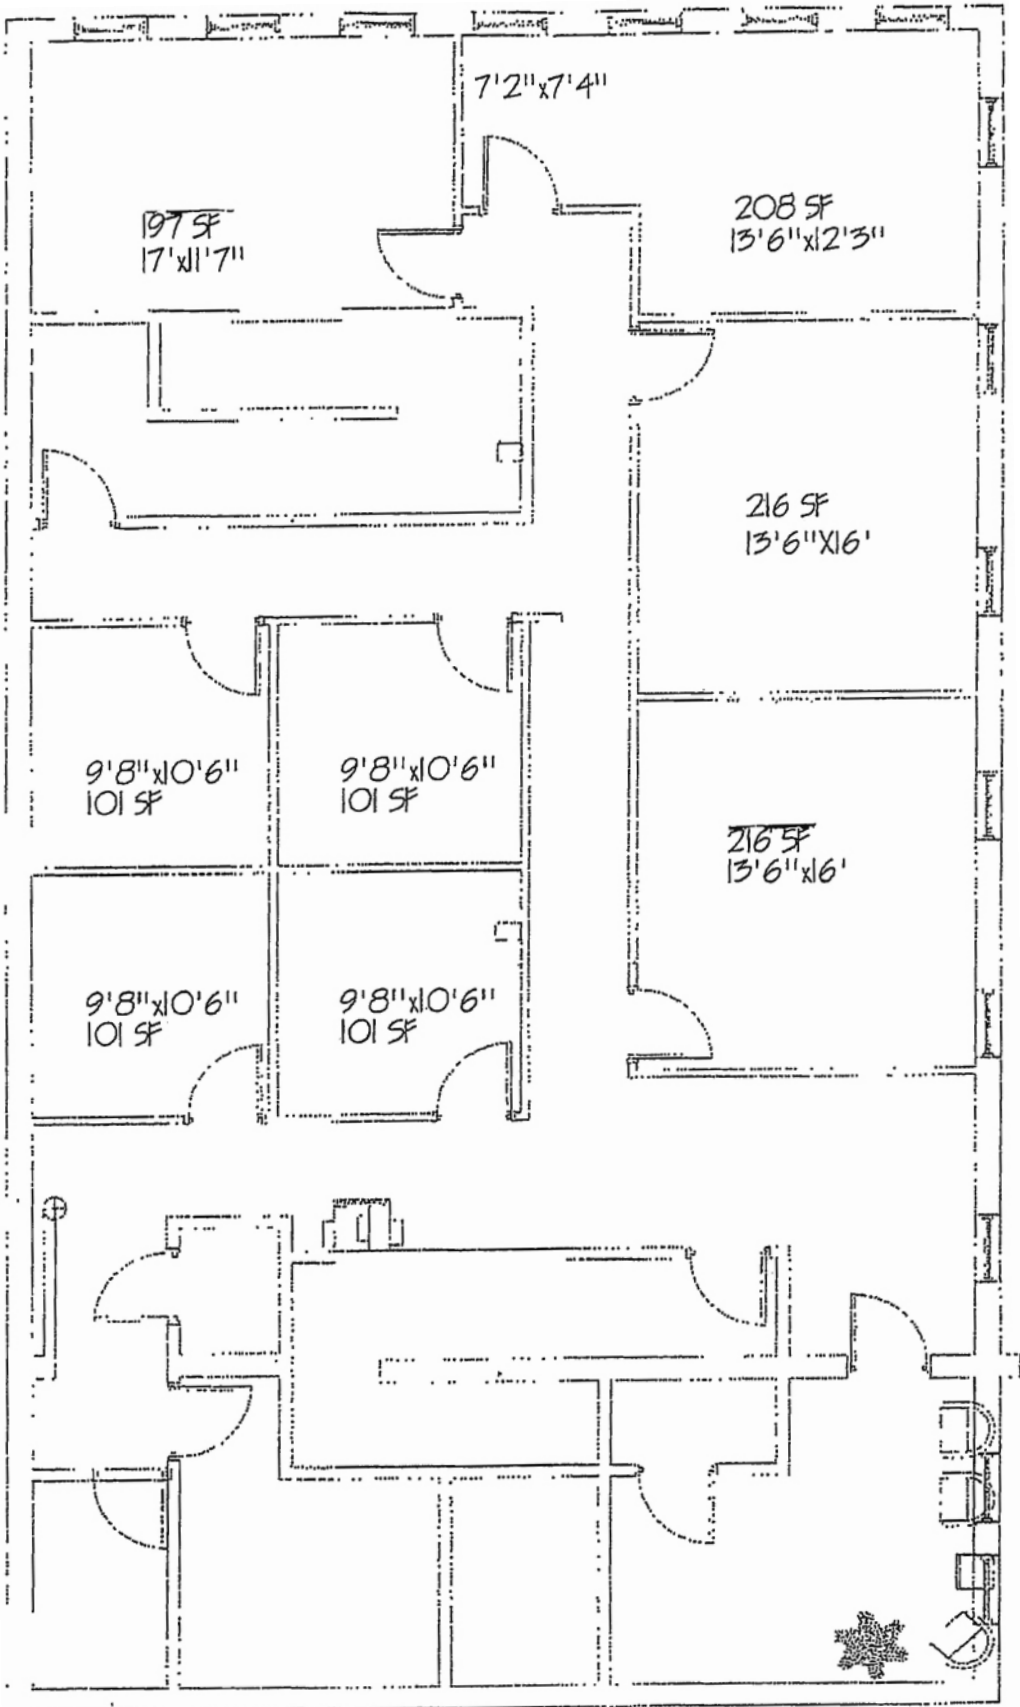 7'2"x7'4"
197 SF
17'x11'7"
208 SF
13'6"x12'3"
216 SF
13'6"X16'
9'8"x10'6"
101 SF
9'8"x10'6"
101 SF
216 SF
13'6"x16'
9'8"x10'6"
101 SF
9'8"x10'6"
101 SF